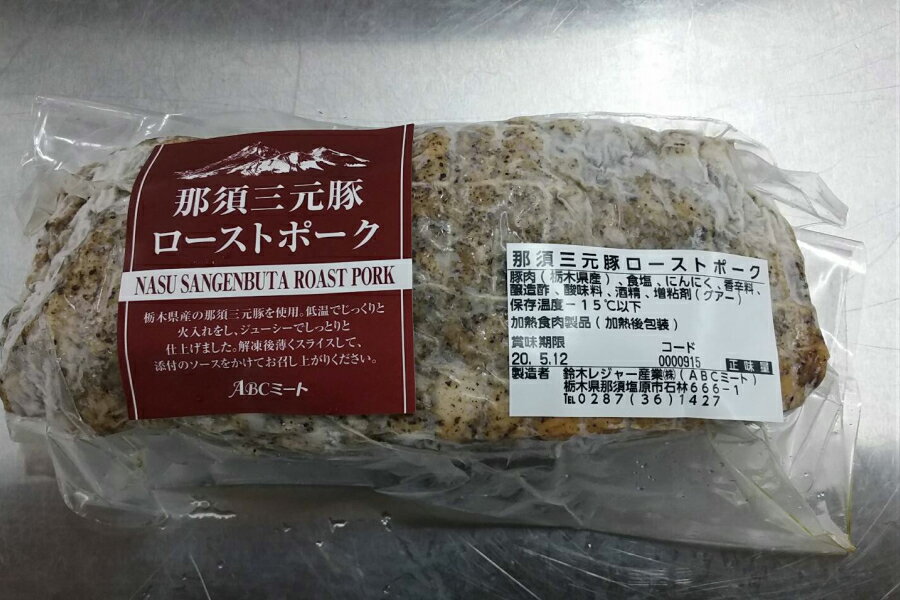 那須三元豚
ローストポーク
NASU SANGENBUTA ROAST PORK
栃木県産の那須三元豚を使用。低温でじっくりと
火入れをし、ジューシーでしっとりと
仕上げました。解凍後薄くスライスして、
添付のソースをかけてお召し上がりください。
ABCミート
那須三元豚ローストポーク
豚肉(栃木県産)、食塩、にんにく、香辛料、
醸造酢、酸味料、酒精、増粘剤(グアー)
保存温度-15℃以下
加熱食肉製品(加熱後包装)
賞味期限 コード
20. 5.12 0000915 正味量
製造者 鈴木レジャー産業㈱(ABCミート)
栃木県那須塩原市石林666-1
℡0287(36)1427